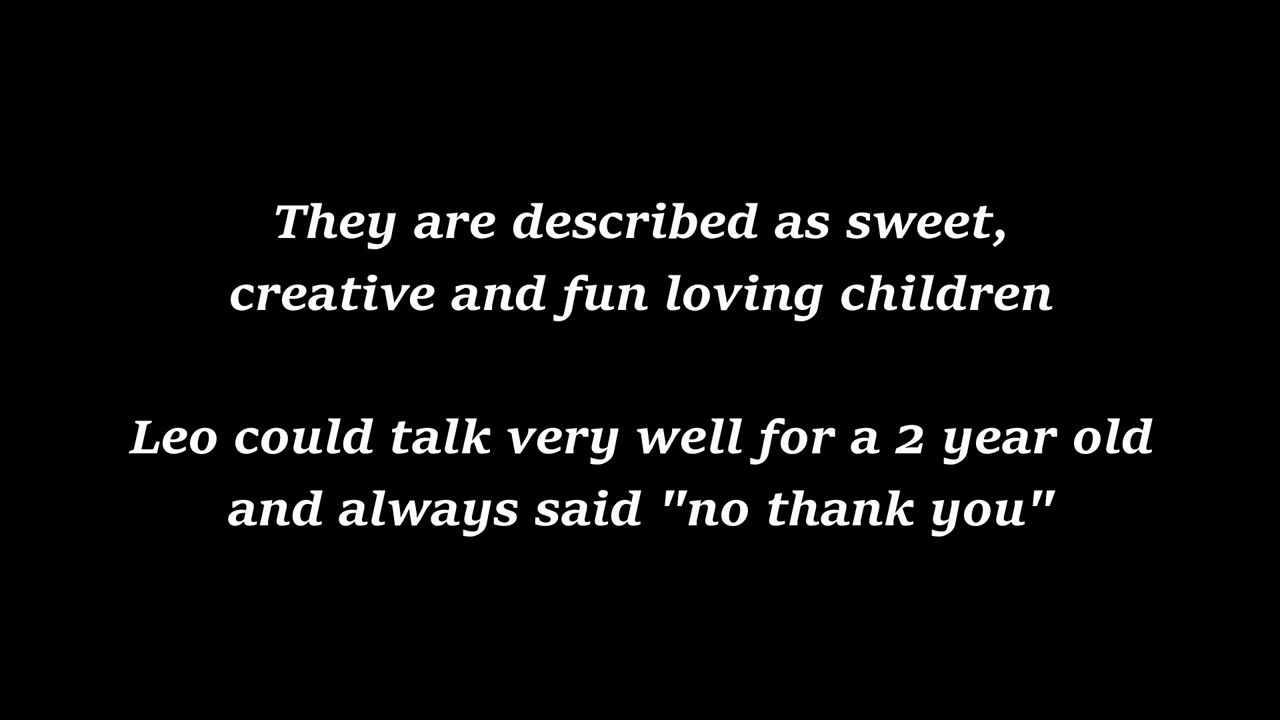 They are described as sweet,
creative and fun loving children
Leo could talk very well for a 2 year old
and always said "no thank you"